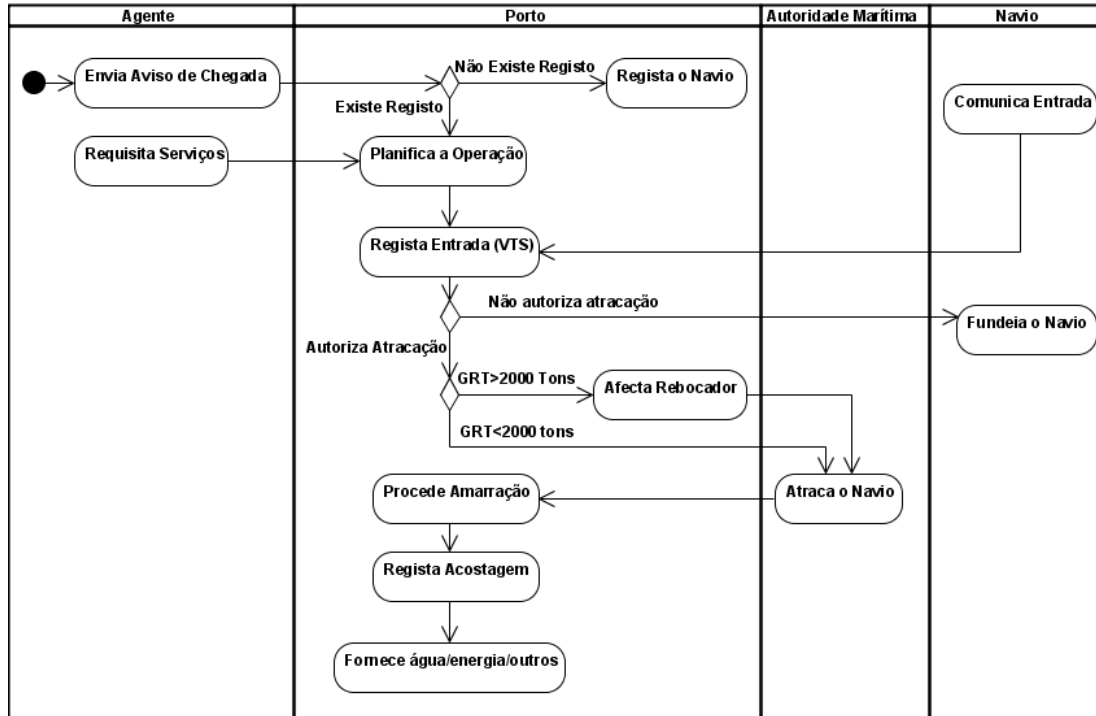 Agente
Porto
Autoridade Marítima
Navio
Envia Aviso de Chegada
Não Existe Registo
Regista o Navio
Existe Registo
Comunica Entrada
Requisita Serviços
Planifica a Operação
Regista Entrada (VTS)
Não autoriza atracação
Fundeia o Navio
Autoriza Atracação
GRT>2000 Tons
Afecta Rebocador
GRT<2000 tons
Procede Amarração
Atraca o Navio
Regista Acostagem
Fornece água/energia/outros